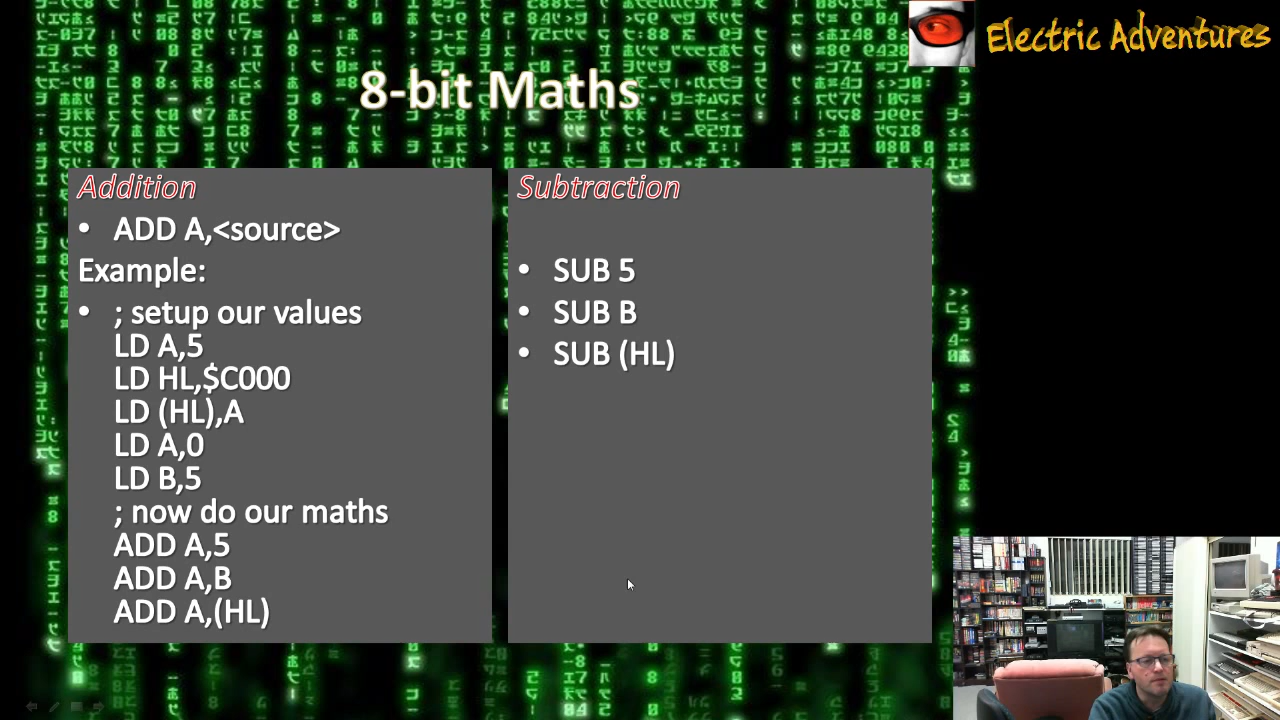 Electric Adventures
8-bit Maths
Addition
• ADD A,<source>
Example:
• ; setup our values
LD A,5
LD HL,$C000
LD (HL),A
LD A,0
LD B,5
; now do our maths
ADD A,5
ADD A,B
ADD A,(HL)
Subtraction
• SUB 5
• SUB B
• SUB (HL)